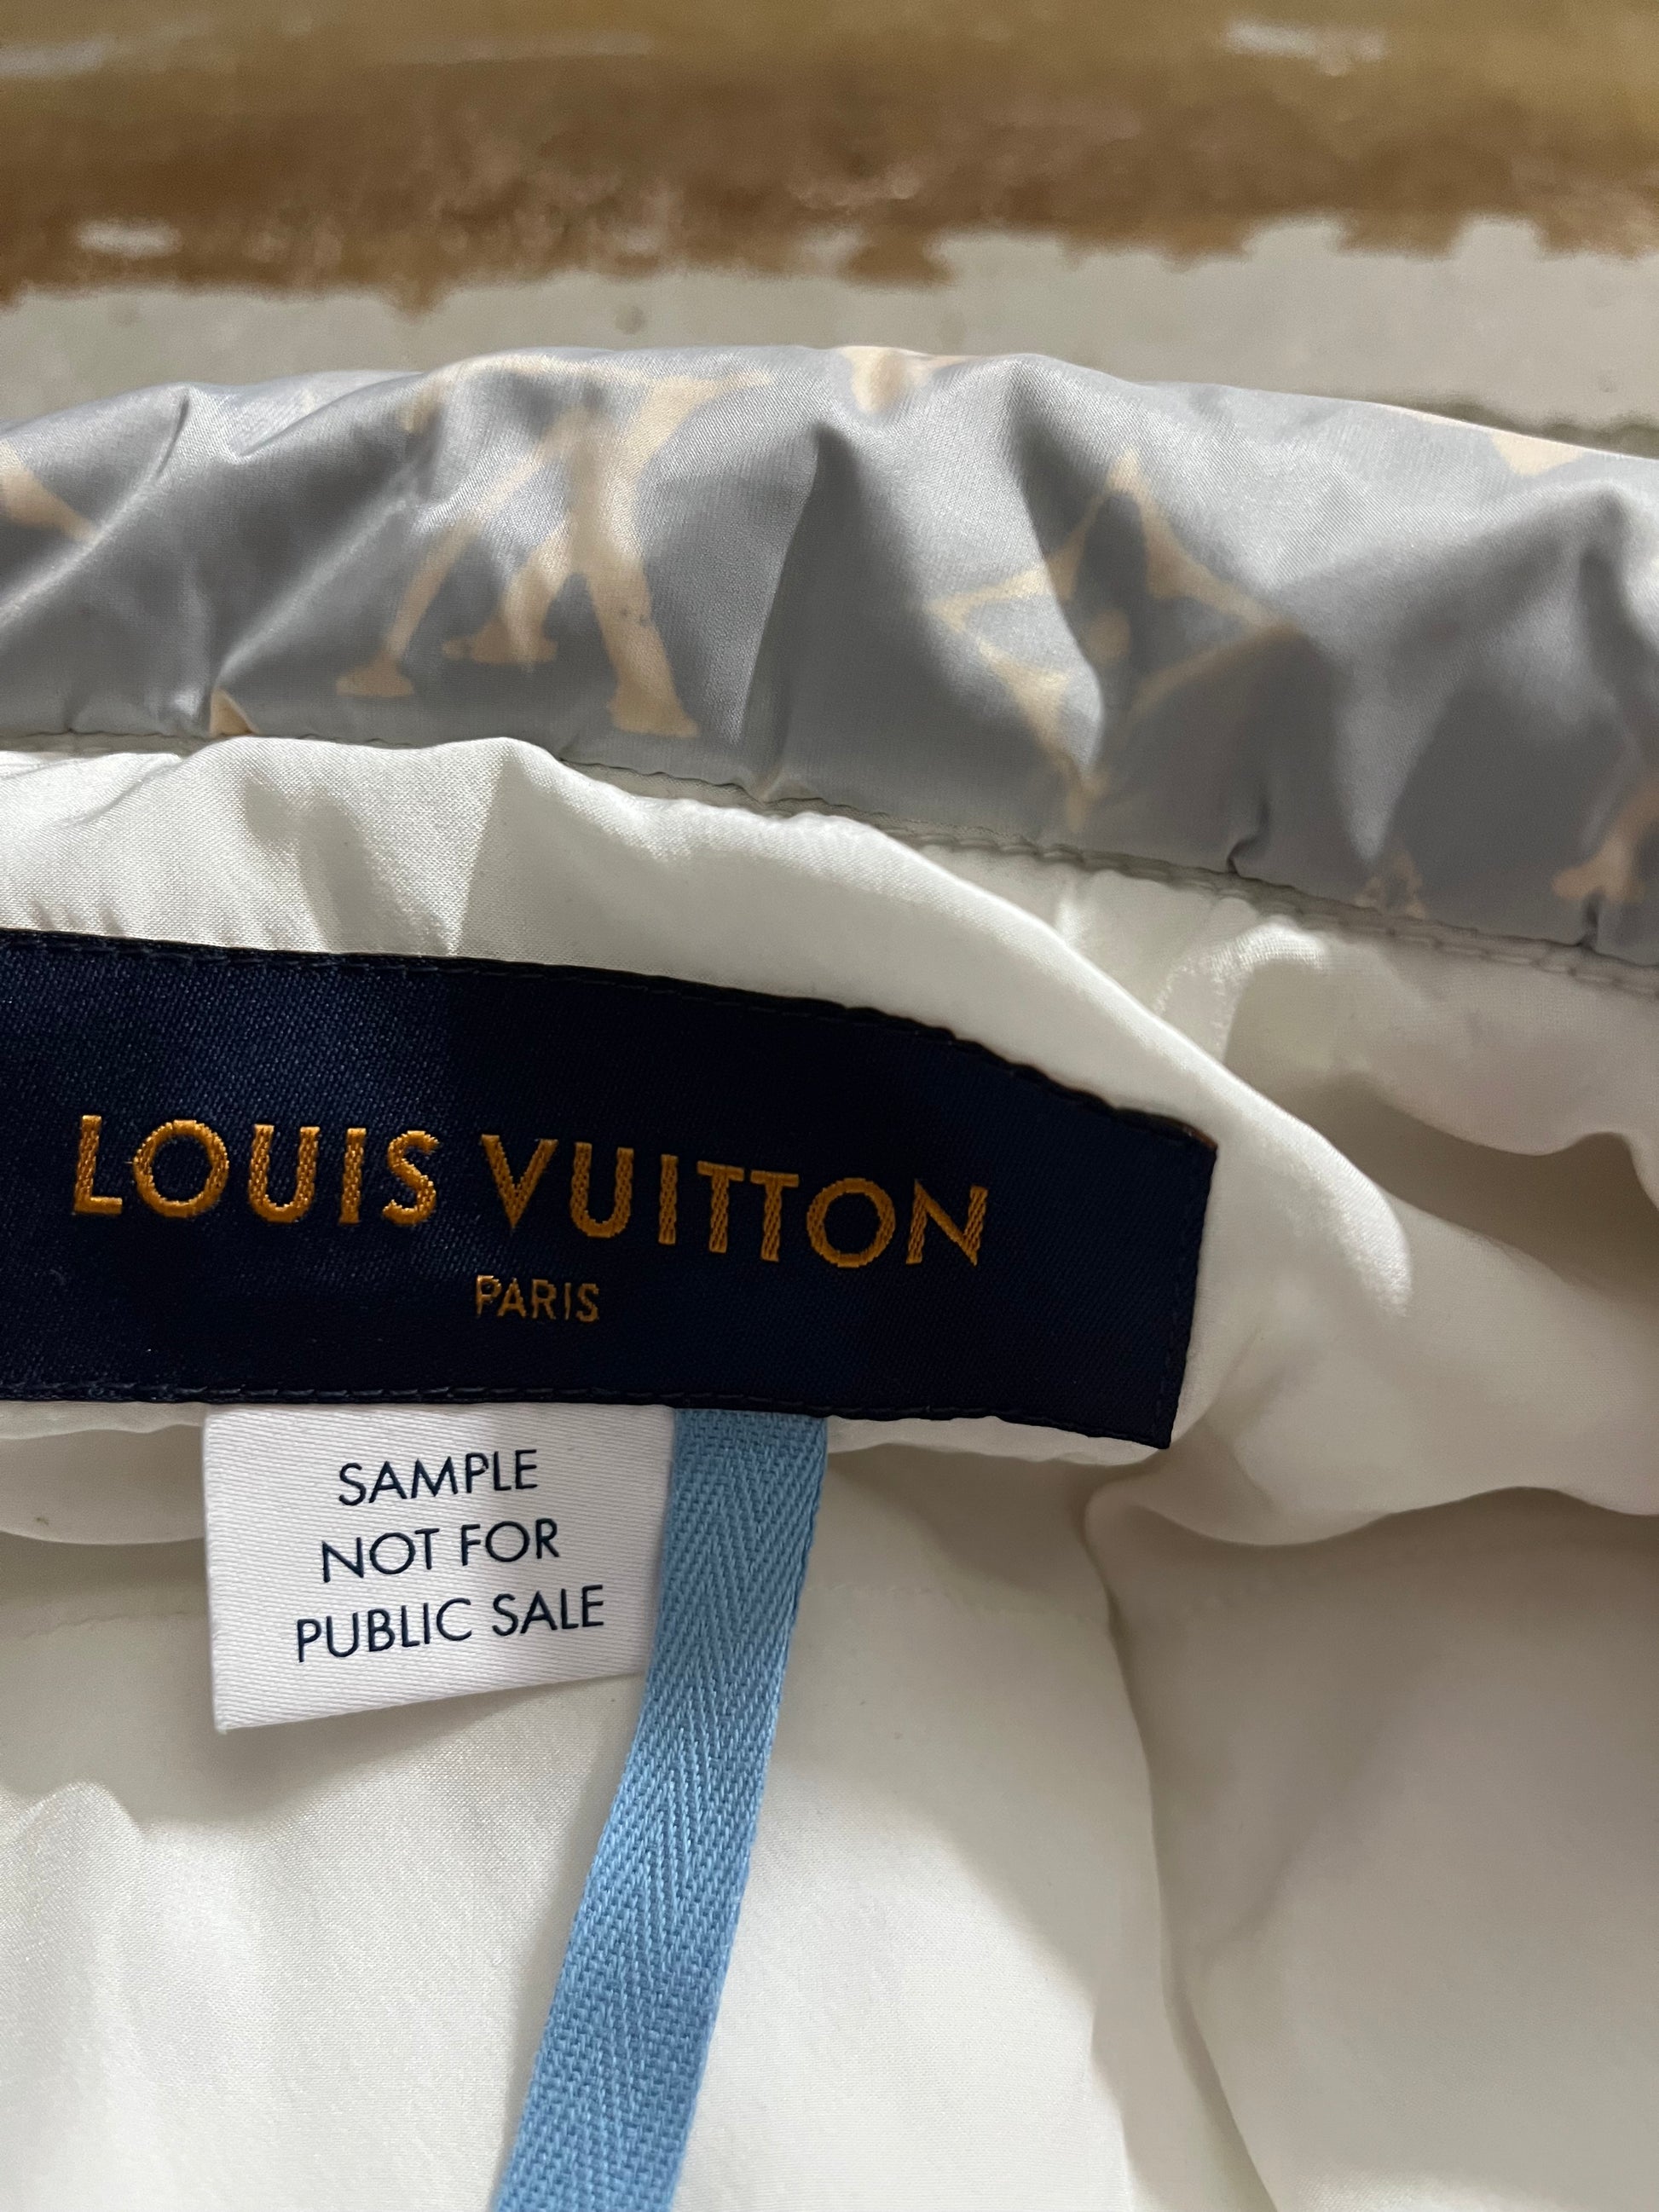 LOUIS VUITTON
PARIS
SAMPLE
NOT FOR
PUBLIC SALE